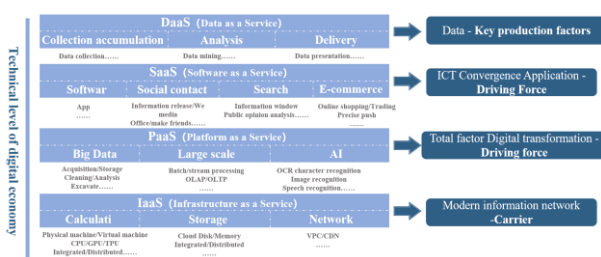 Technical level of digital economy
DaaS (Data as a Service)
Collection accumulation Analysis Delivery
Data collection…… Data mining…… Data presentation……
Data - Key production factors
SaaS (Software as a Service)
Softwar Social contact Search E-commerce
App
……
Information release/We
media
Office/make friends……
Information window
Public opinion analysis……
Online shopping/Trading
Precise push
……
ICT Convergence Application -
Driving Force
PaaS (Platform as a Service)
Big Data Large scale AI
Acquisition/Storage
Cleaning/Analysis
Excavate……
Batch/stream processing
OLAP/OLTP
……
OCR character recognition
Image recognition
Speech recognition……
Total factor Digital transformation -
Driving force
IaaS (Infrastructure as a Service)
Calculati Storage Network
Physical machine/Virtual machine
CPU/GPU/TPU
Integrated/Distributed……
Cloud Disk/Memory
Integrated/Distributed
……
VPC/CDN
……
Modern information network
-Carrier